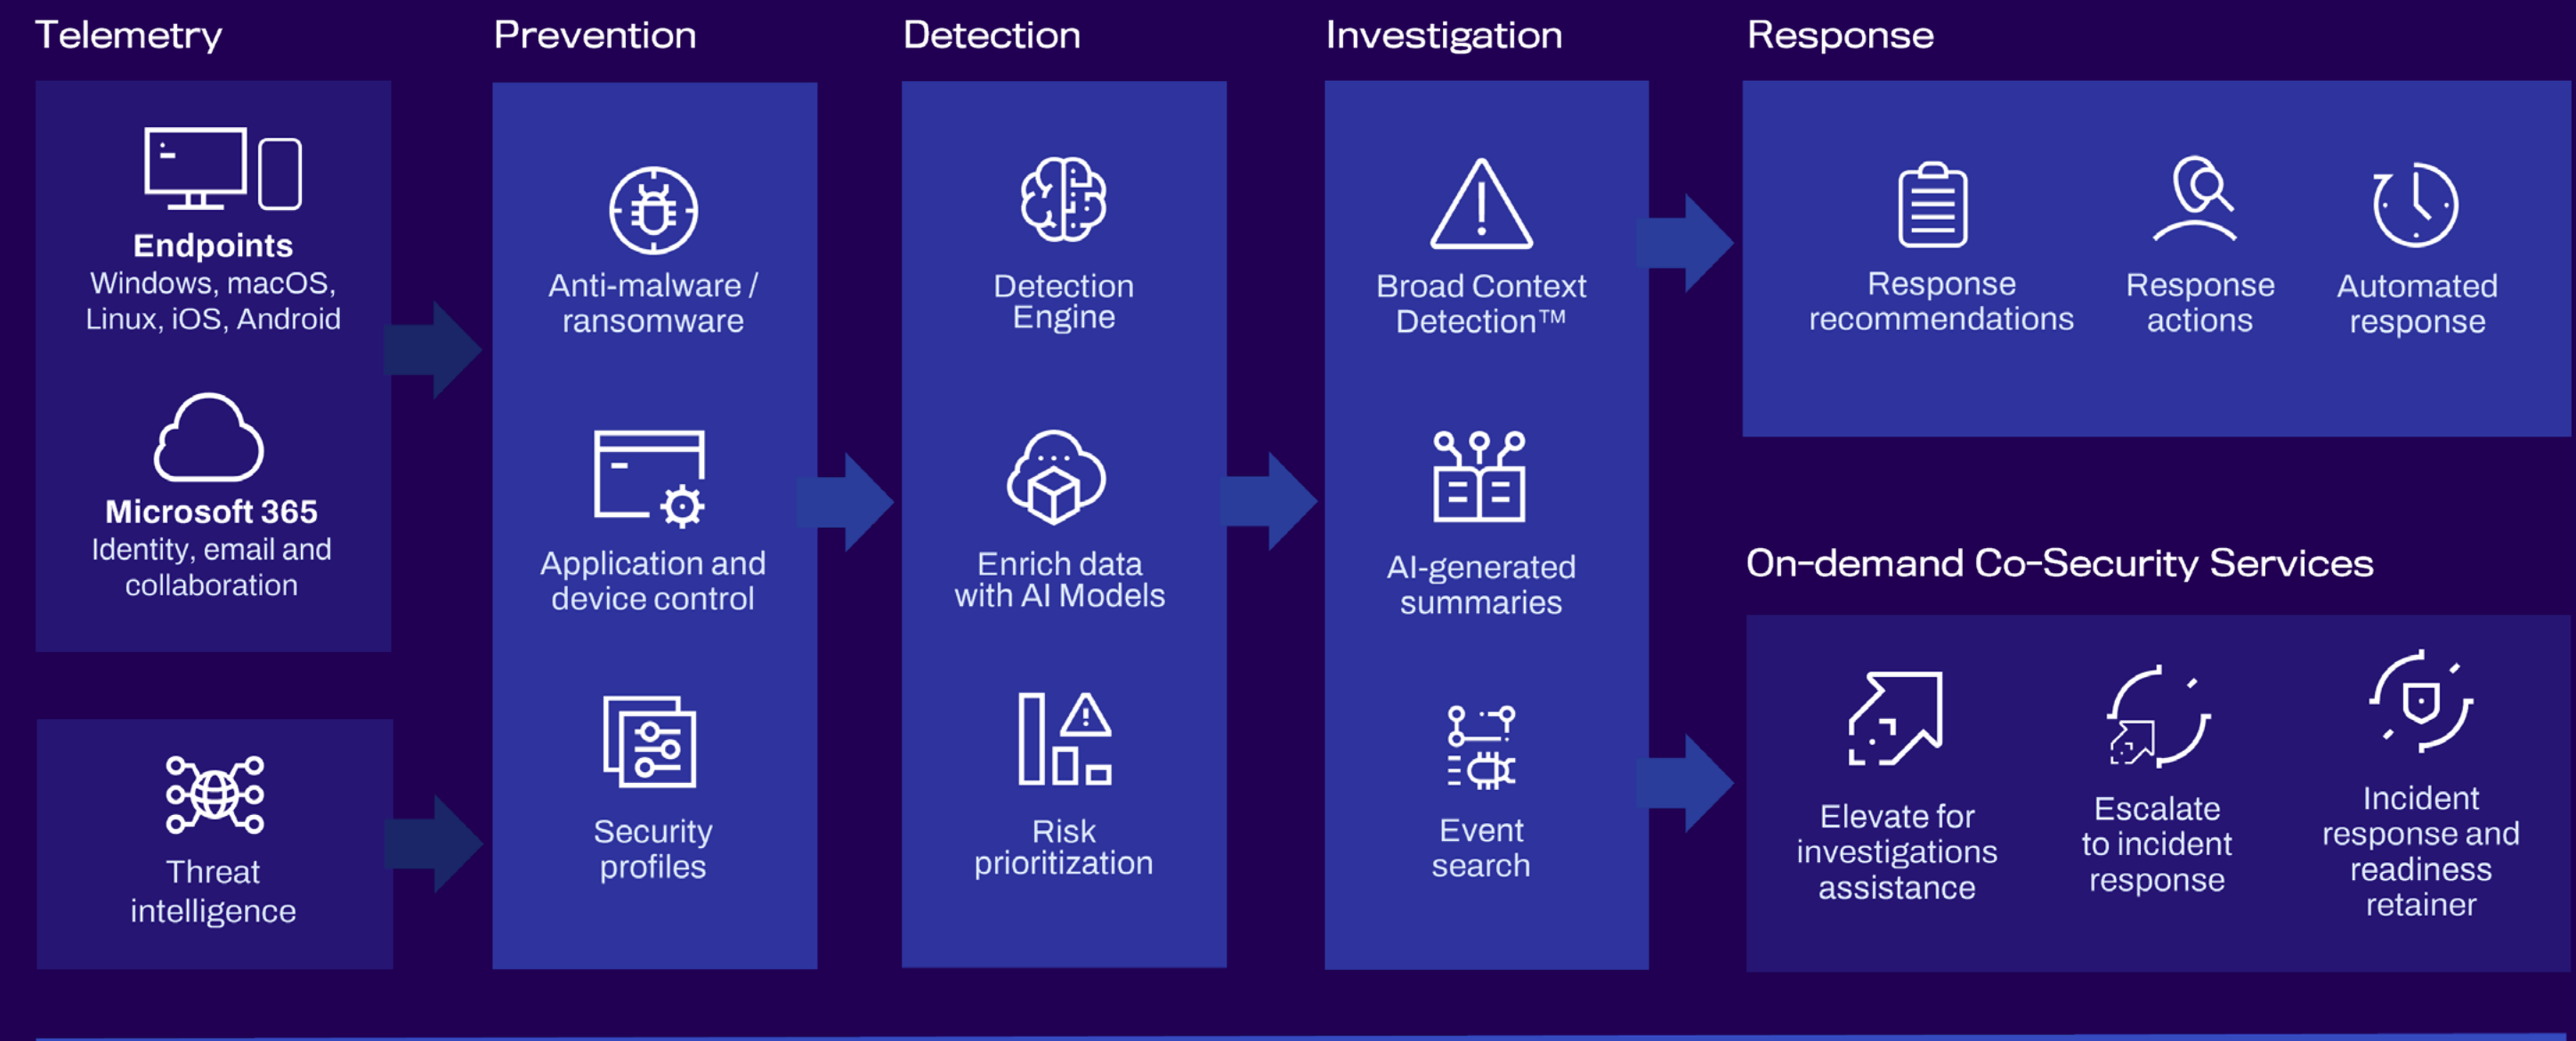 Telemetry
Endpoints
Windows, macOS,
Linux, iOS, Android
Microsoft 365
Identity, email and
collaboration
Threat
intelligence
Prevention
Anti-malware /
ransomware
Application and
device control
Security
profiles
Detection
Detection
Engine
Enrich data
with AI Models
Risk
prioritization
Investigation
Broad Context
Detection™
AI-generated
summaries
Event
search
Response
Response
recommendations
Response
actions
Automated
response
On-demand Co-Security Services
Elevate for
investigations
assistance
Escalate
to incident
response
Incident
response and
readiness
retainer